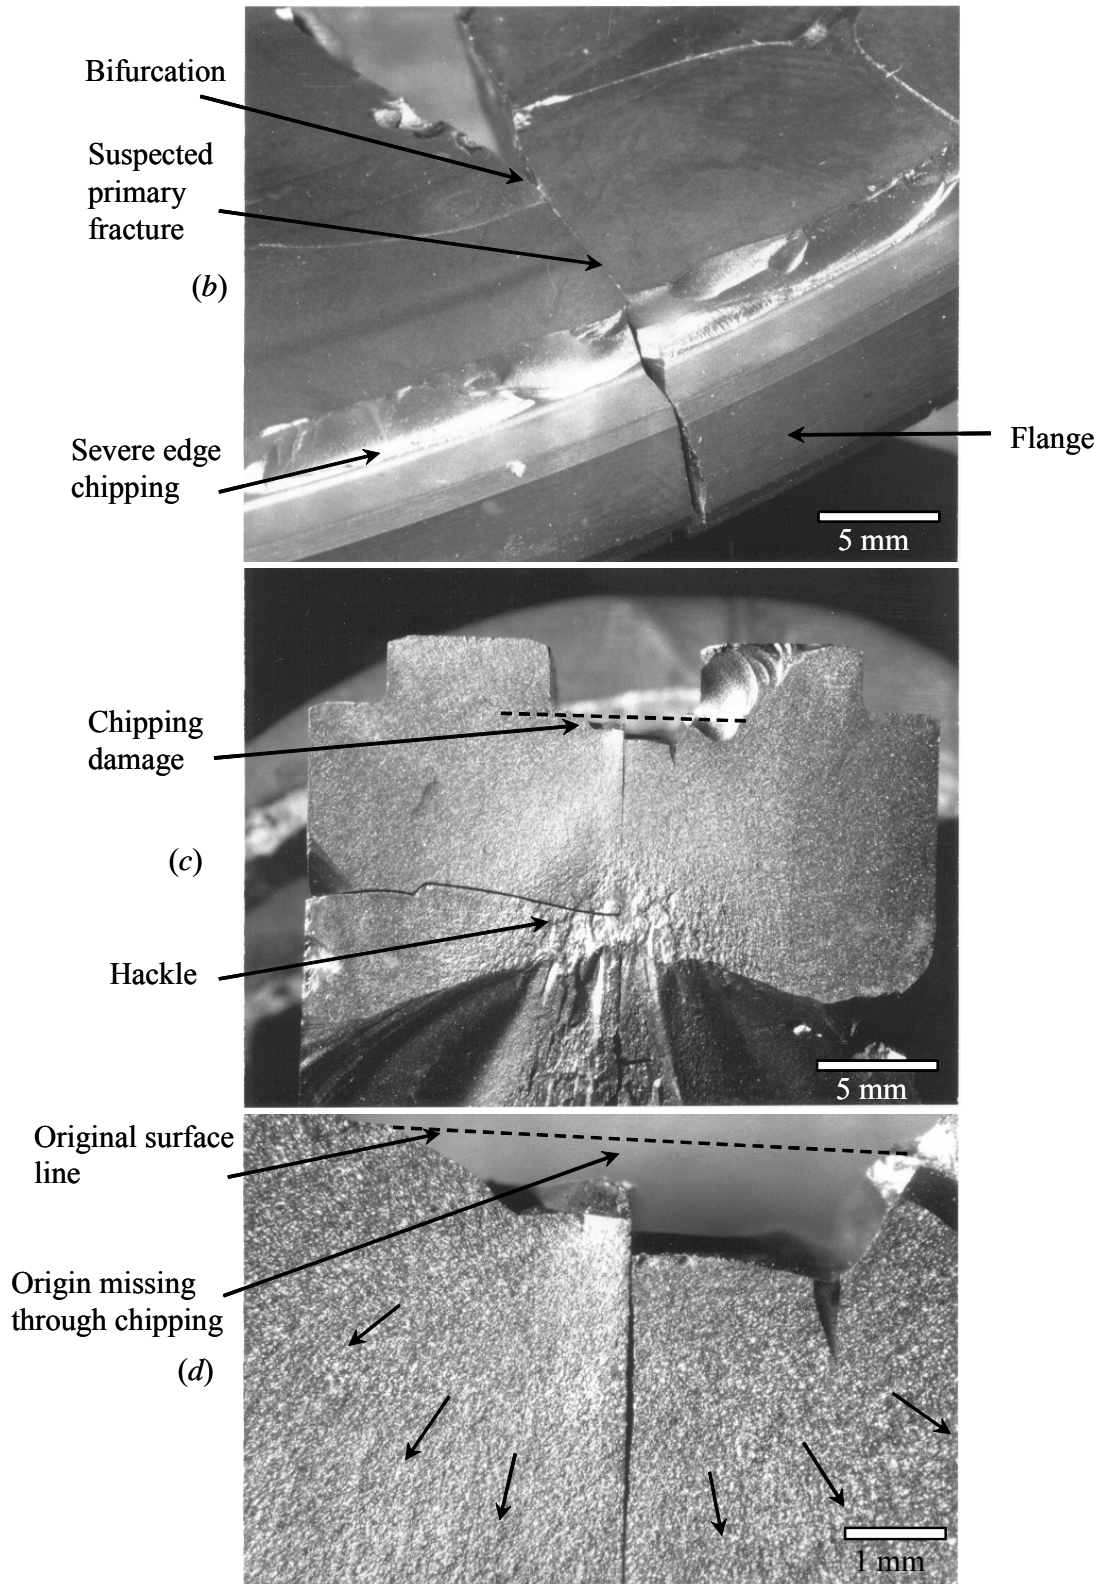 Bifurcation
Suspected
primary
fracture
(b)
Severe edge
chipping
Flange
5 mm
Chipping
damage
(c)
Hackle
5 mm
Original surface
line
Origin missing
through chipping
(d)
1 mm